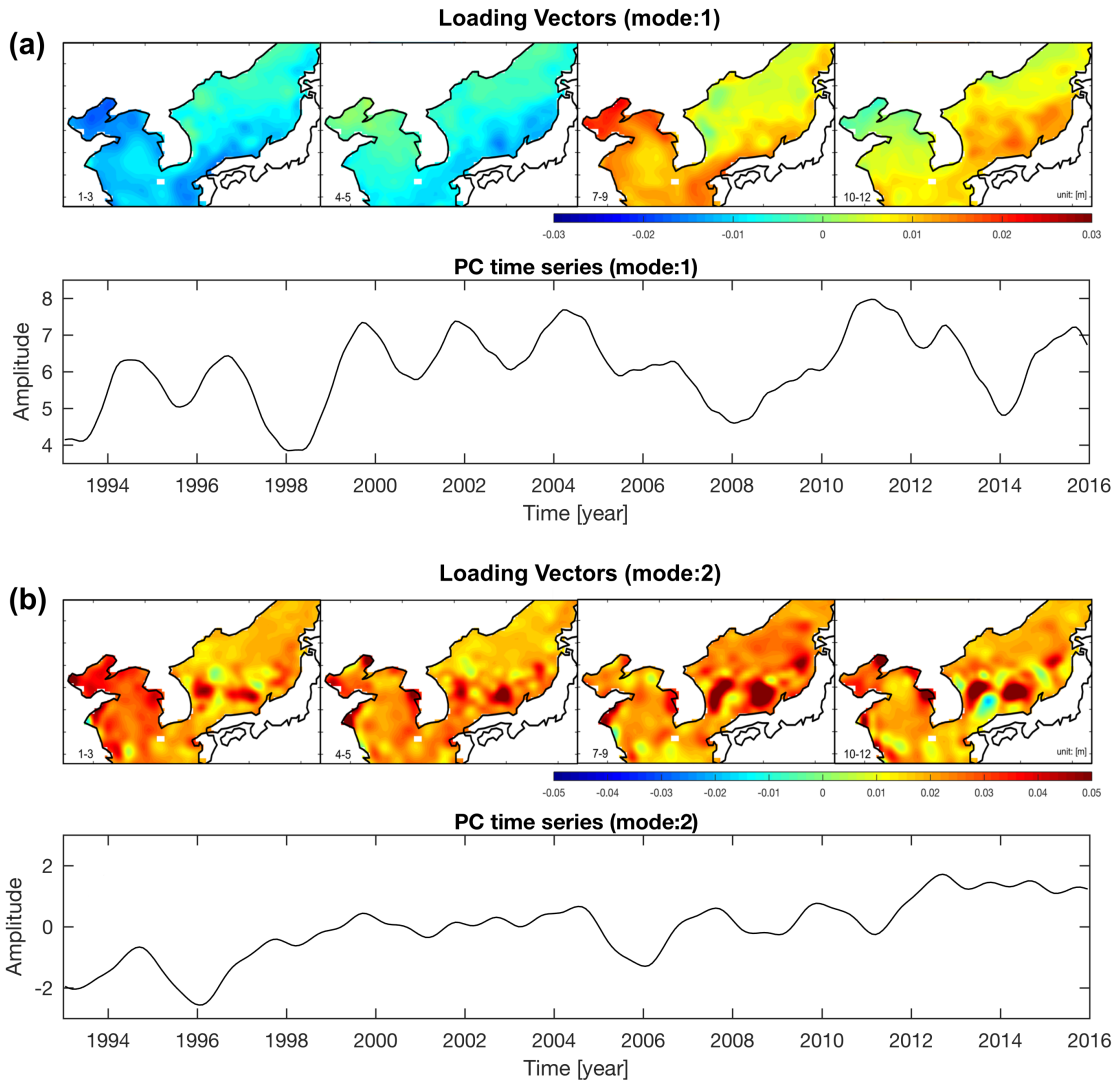 Loading Vectors (mode:1)
(a)
1-3
4-5
7-9
10-12
unit: [m]
-0.03 -0.02 -0.01 0 0.01 0.02 0.03
PC time series (mode:1)
Amplitude
8
7
6
5
4
1994 1996 1998 2000 2002 2004 2006 2008 2010 2012 2014 2016
Time [year]
Loading Vectors (mode:2)
(b)
1-3
4-5
7-9
10-12
unit: [m]
-0.05 -0.04 -0.03 -0.02 -0.01 0 0.01 0.02 0.03 0.04 0.05
PC time series (mode:2)
Amplitude
2
0
-2
1994 1996 1998 2000 2002 2004 2006 2008 2010 2012 2014 2016
Time [year]